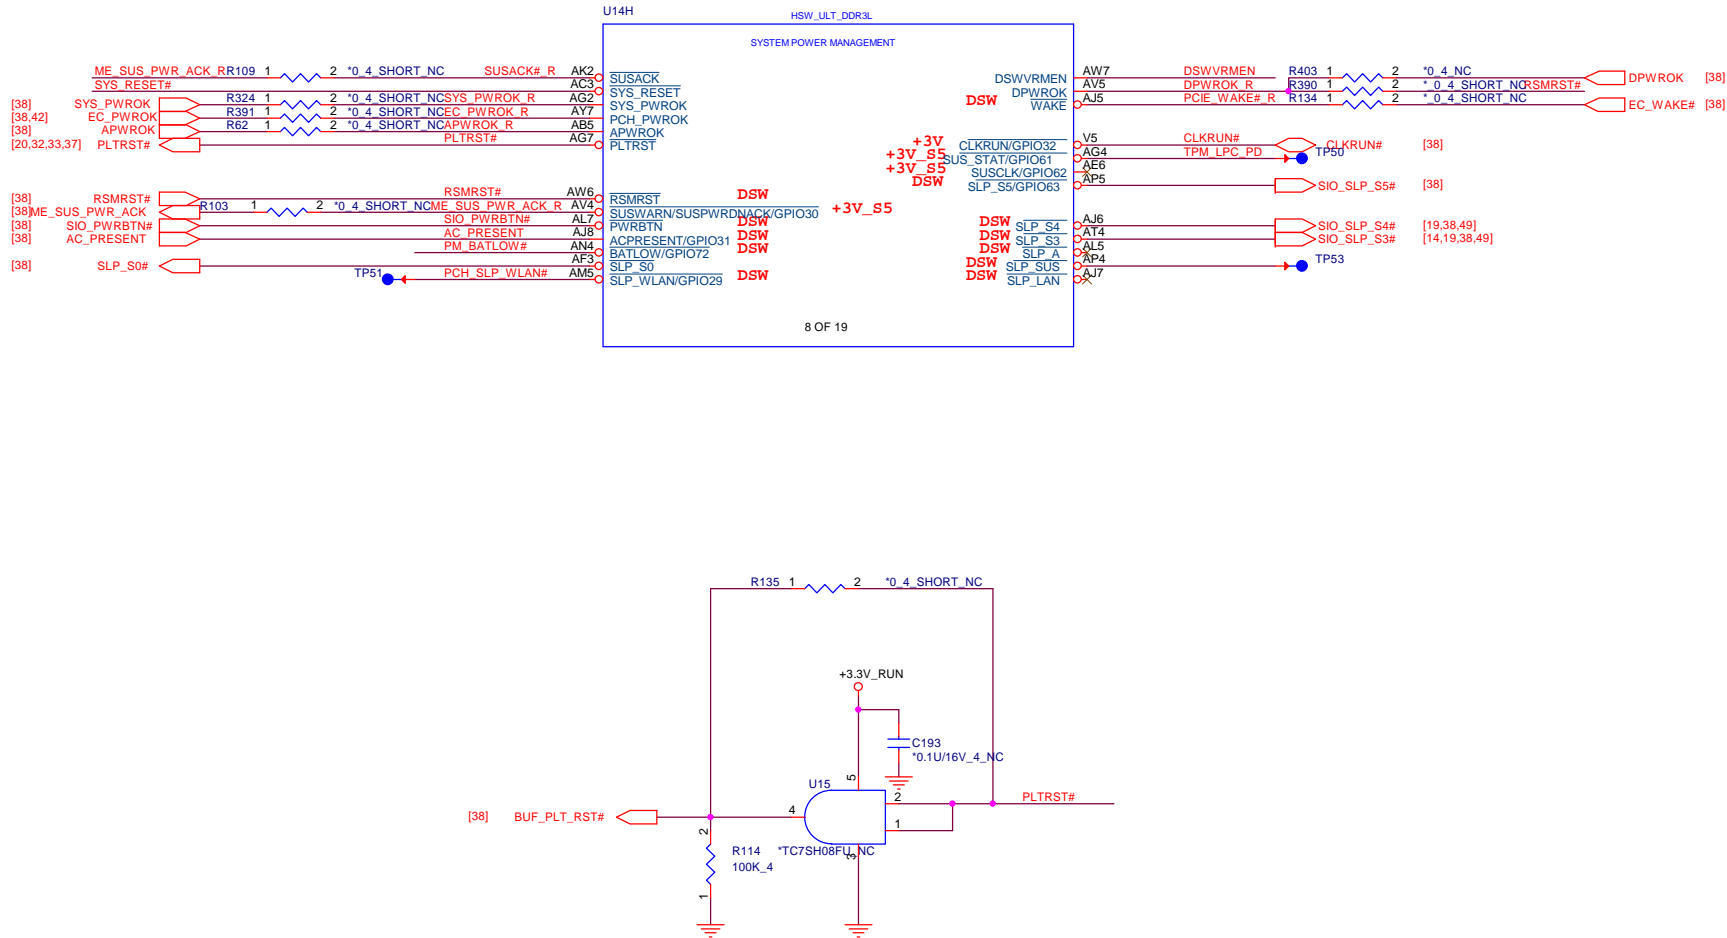 U14H
HSW_ULT_DDR3L
SYSTEM POWER MANAGEMENT
ME_SUS_PWR_ACK_R R109 1 2 *0_4_SHORT_NC SUSACK#_R AK2 SUSACK
SYS_RESET# AC3 SYS_RESET
[38] SYS_PWROK R324 1 2 *0_4_SHORT_NC SYS_PWROK_R AG2 SYS_PWROK
[38,42] EC_PWROK R391 1 2 *0_4_SHORT_NC EC_PWROK_R AY7 PCH_PWROK
[38] APWROK R62 1 2 *0_4_SHORT_NC APWROK_R AB5 APWROK
[20,32,33,37] PLTRST# PLTRST# AG7 PLTRST
[38] RSMRST# RSMRST# AW6 RSMRST DSW
[38] ME_SUS_PWR_ACK R103 1 2 *0_4_SHORT_NC ME_SUS_PWR_ACK_R AV4 SUSWARN/SUSPWRDNACK/GPIO30 +3V_S5
[38] SIO_PWRBTN# SIO_PWRBTN# AL7 PWRBTN DSW
[38] AC_PRESENT AC_PRESENT AJ8 ACPRESENT/GPIO31 DSW
PM_BATLOW# AN4 BATLOW/GPIO72 DSW
[38] SLP_S0# AF3 SLP_S0
TP51 PCH_SLP_WLAN# AM5 SLP_WLAN/GPIO29 DSW
DSWVRMEN AW7 DSWVRMEN R403 1 2 *0_4_NC DPWROK [38]
DPWROK AV5 DPWROK_R R390 1 2 *_0_4_SHORT_NC RSMRST#
DSW WAKE AJ5 PCIE_WAKE#_R R134 1 2 *_0_4_SHORT_NC EC_WAKE# [38]
+3V CLKRUN/GPIO32 V5 CLKRUN# CLKRUN# [38]
+3V_S5 SUS_STAT/GPIO61 AG4 TPM_LPC_PD TP50
+3V_S5 SUSCLK/GPIO62 AE6
DSW SLP_S5/GPIO63 AP5 SIO_SLP_S5# [38]
DSW SLP_S4 AJ6 SIO_SLP_S4# [19,38,49]
DSW SLP_S3 AT4 SIO_SLP_S3# [14,19,38,49]
DSW SLP_A AL5
DSW SLP_SUS AP4 TP53
DSW SLP_LAN AJ7
8 OF 19
R135 1 2 *0_4_SHORT_NC
+3.3V_RUN
C193
*0.1U/16V_4_NC
U15
5
2 PLTRST#
1
4
[38] BUF_PLT_RST#
*TC7SH08FU_NC
3
2
R114
100K_4
1